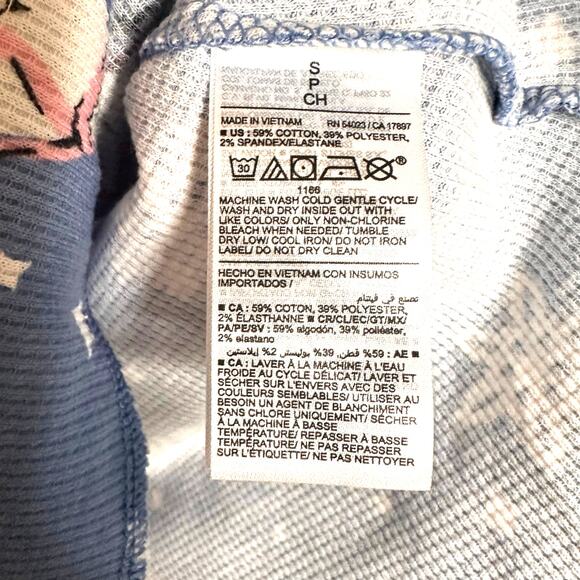 S
P
CH
MADE IN VIETNAM RN 54023 / CA 17897
■ US : 59% COTTON, 39% POLYESTER,
2% SPANDEX/ELASTANE
30
®
1166
MACHINE WASH COLD GENTLE CYCLE/
WASH AND DRY INSIDE OUT WITH
LIKE COLORS/ ONLY NON-CHLORINE
BLEACH WHEN NEEDED/ TUMBLE
DRY LOW/ COOL IRON/ DO NOT IRON
LABEL/ DO NOT DRY CLEAN
HECHO EN VIETNAM CON INSUMOS
IMPORTADOS /
تصنع في فيتنام
■ CA : 59% COTON, 39% POLYESTER,
2% ÉLASTHANNE ■ CR/CL/EC/GT/MX/
PA/PE/SV : 59% algodón, 39% poliéster,
2% elastano
■ AE : 59% قطن, 39% بوليستر, 2% إيلاستين
■ CA : LAVER À LA MACHINE À L'EAU
FROIDE AU CYCLE DÉLICAT/ LAVER ET
SÉCHER SUR L'ENVERS AVEC DES
COULEURS SEMBLABLES/ UTILISER AU
BESOIN UN AGENT DE BLANCHIMENT
SANS CHLORE UNIQUEMENT/ SÉCHER
À LA MACHINE À BASSE
TEMPÉRATURE/ REPASSER À BASSE
TEMPÉRATURE/ NE PAS REPASSER
SUR L'ÉTIQUETTE/ NE PAS NETTOYER